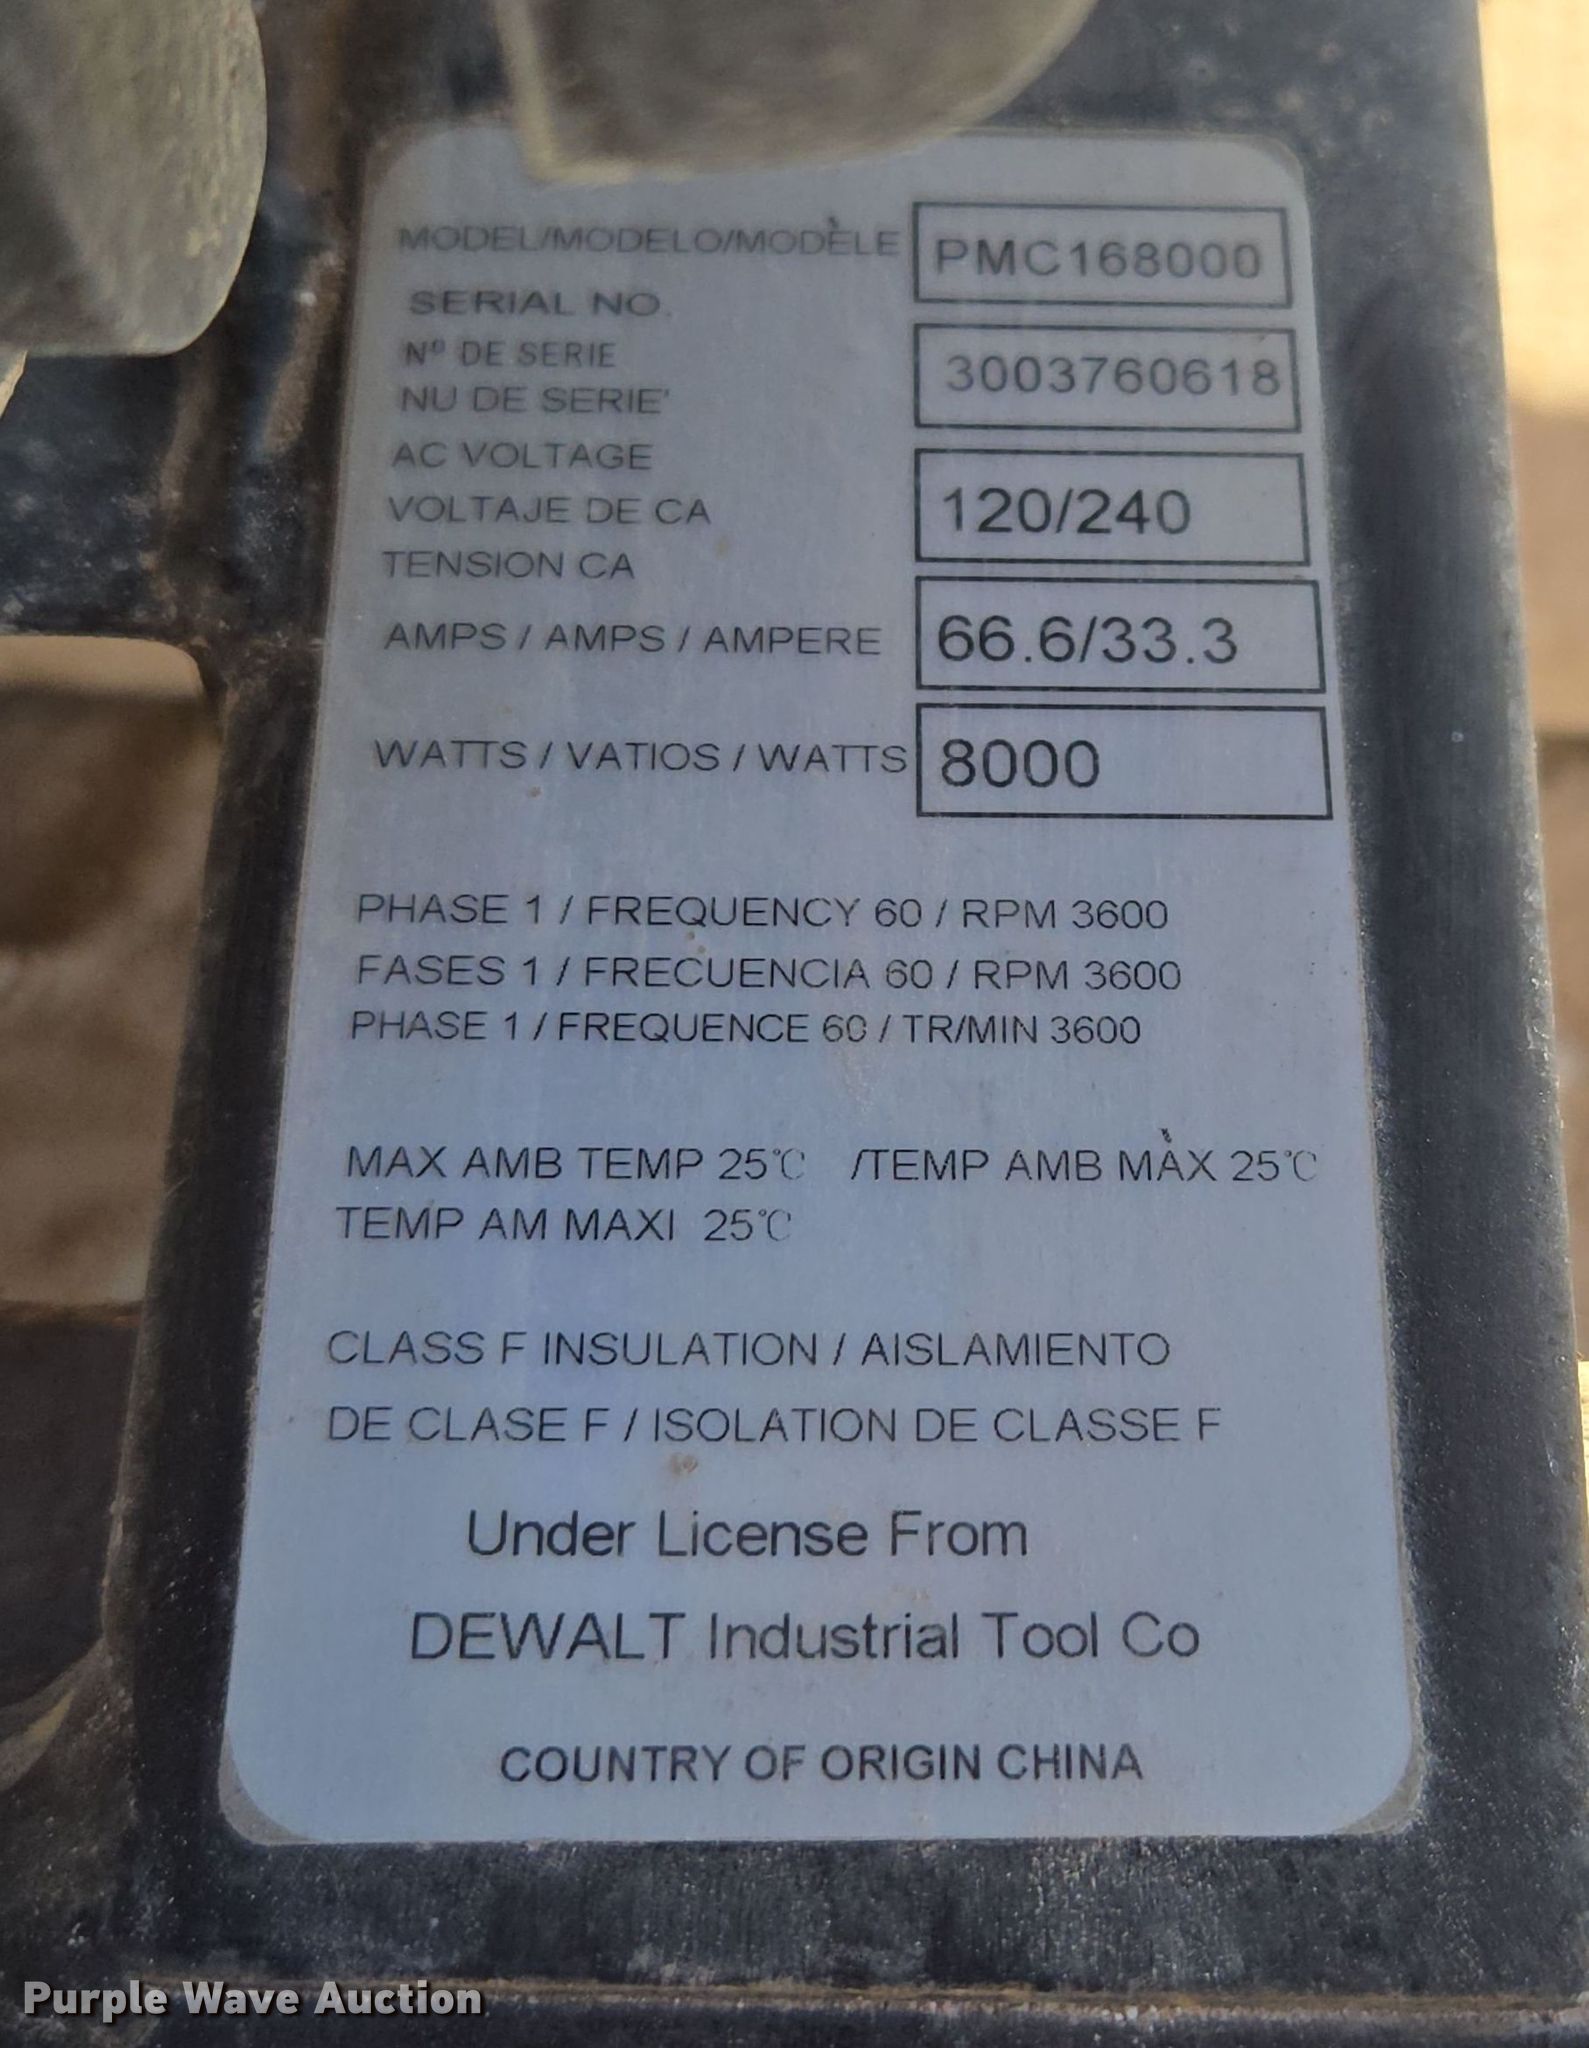 MODEL/MODELO/MODÈLE PMC168000
SERIAL NO.
Nº DE SERIE 3003760618
NU DE SERIE'
AC VOLTAGE
VOLTAJE DE CA 120/240
TENSION CA
AMPS / AMPS / AMPERE 66.6/33.3
WATTS / VATIOS / WATTS 8000
PHASE 1 / FREQUENCY 60 / RPM 3600
FASES 1 / FRECUENCIA 60 / RPM 3600
PHASE 1 / FREQUENCE 60 / TR/MIN 3600
MAX AMB TEMP 25℃ /TEMP AMB MÀX 25℃
TEMP AM MAXI 25℃
CLASS F INSULATION / AISLAMIENTO
DE CLASE F / ISOLATION DE CLASSE F
Under License From
DEWALT Industrial Tool Co
COUNTRY OF ORIGIN CHINA
Purple Wave Auction